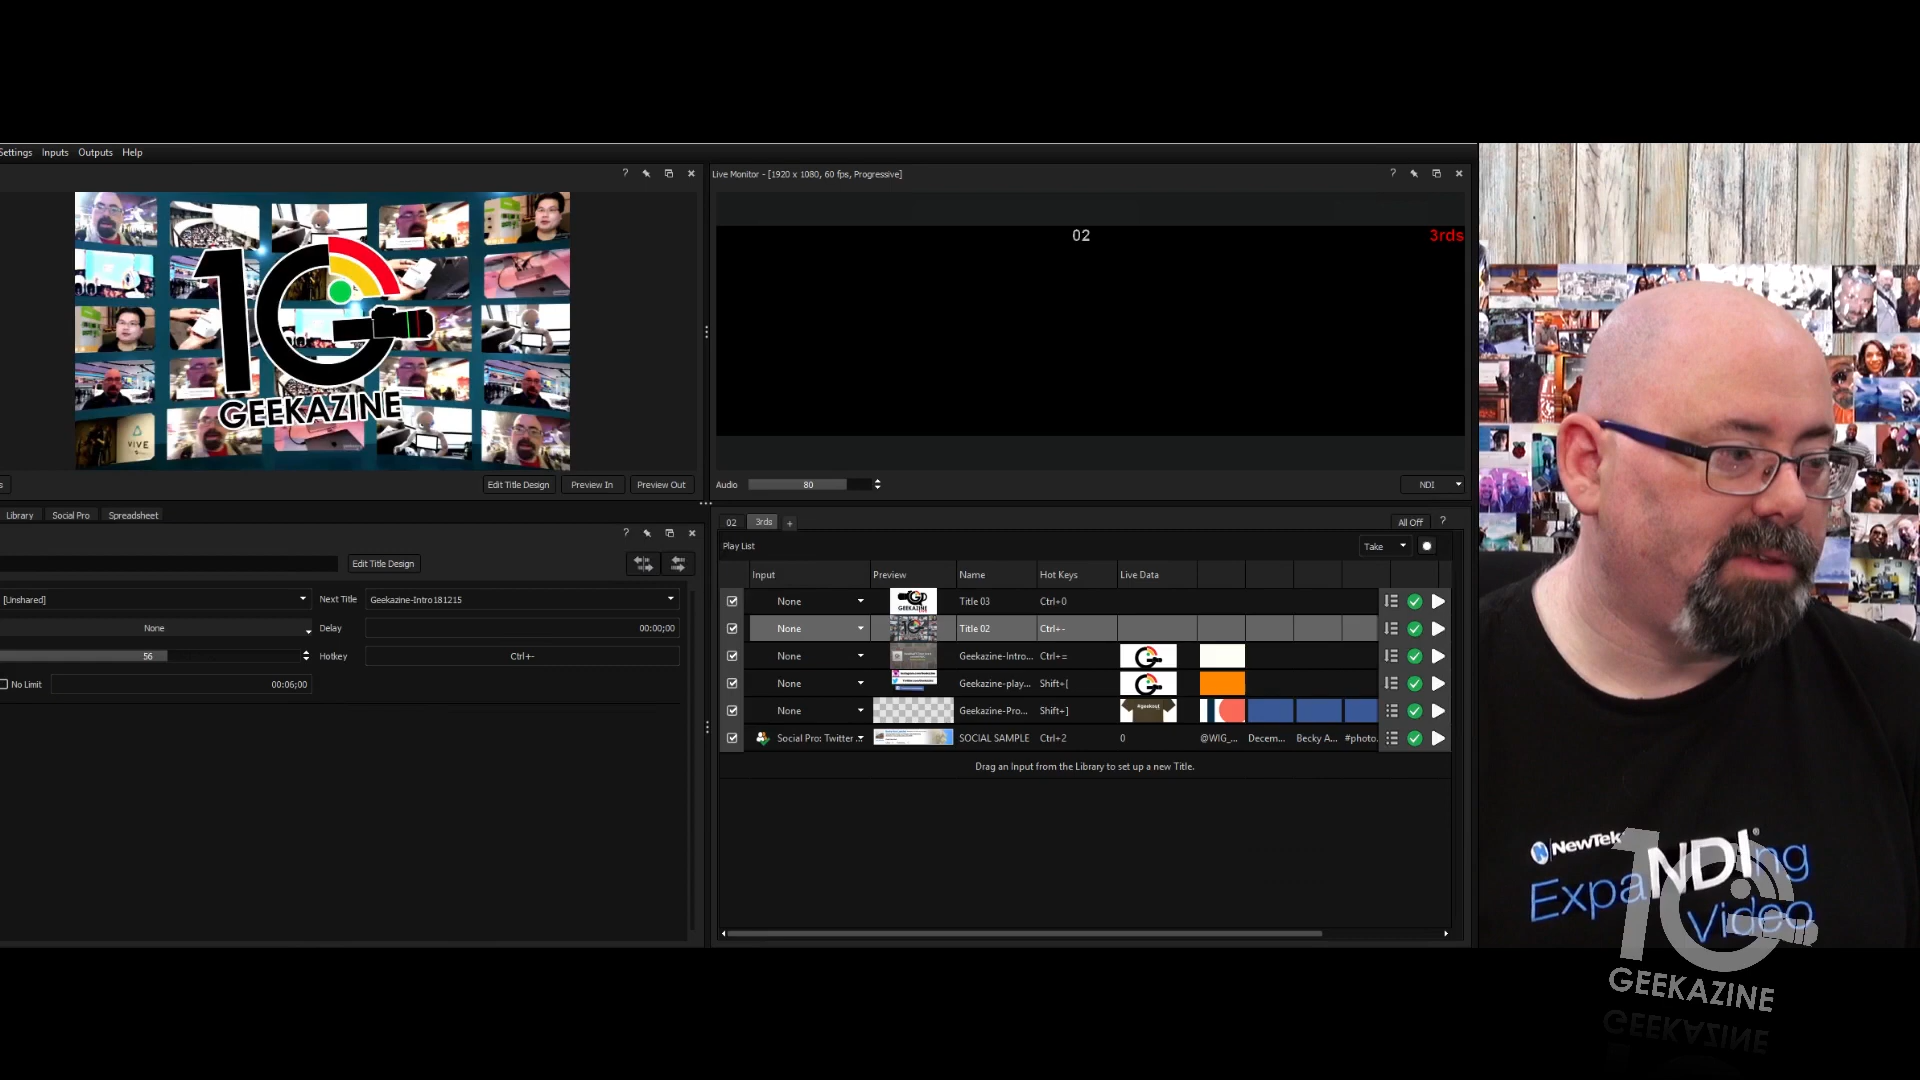 Settings Inputs Outputs Help
?
Live Monitor - [1920 x 1080, 60 fps, Progressive]
?
02
3rds
10
GEEKAZINE
VIVE
s
Edit Title Design
Preview In
Preview Out
Audio
80
NDI
Library
Social Pro
Spreadsheet
?
02
3rds
+
All Off
?
Edit Title Design
Play List
Take
[Unshared]
Next Title
Geekazine-Intro181215
None
Delay
00:00;00
56
Hotkey
Ctrl+-
No Limit
00:06;00
Input Preview Name Hot Keys Live Data
None GEEKAZINE Title 03 Ctrl+0
None Title 02 Ctrl+-
None Geekazine-Intro... Ctrl+=
None Geekazine-play... Shift+[
None Geekazine-Pro... Shift+] #geekout
Social Pro: Twitter ... SOCIAL SAMPLE Ctrl+2 0 @WIG_... Decem... Becky A... #photo.
Drag an Input from the Library to set up a new Title.
NewTek
ExpaNDIng
Video
10
GEEKAZINE